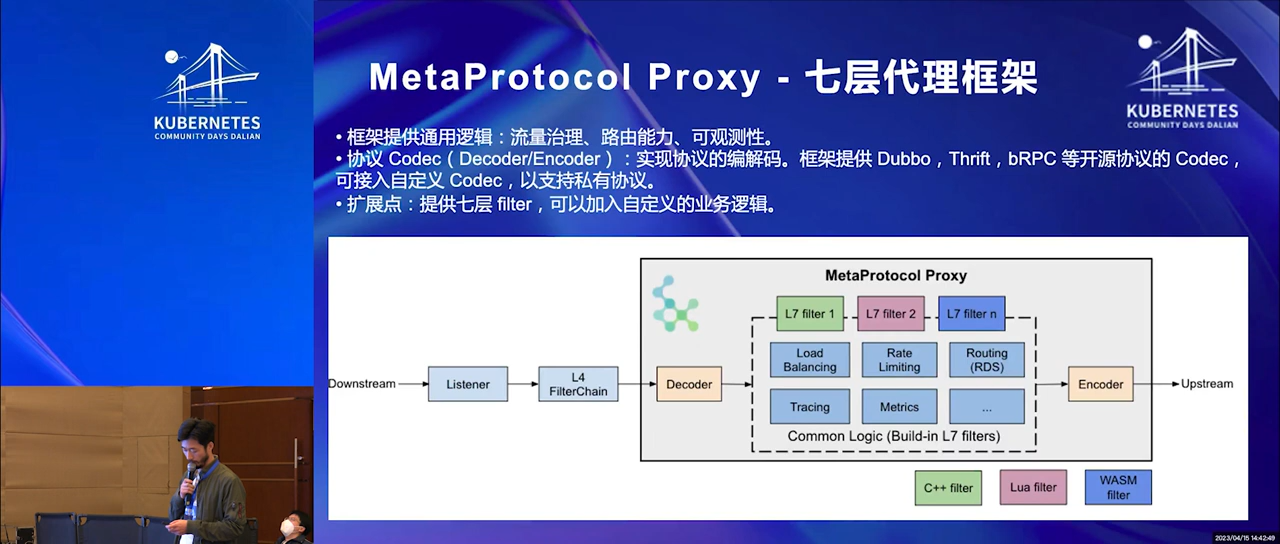 KUBERNETES
COMMUNITY DAYS DALIAN
MetaProtocol Proxy - 七层代理框架
KUBERNETES
COMMUNITY DAYS DALIAN
• 框架提供通用逻辑：流量治理、路由能力、可观测性。
• 协议 Codec（Decoder/Encoder）：实现协议的编解码。框架提供 Dubbo，Thrift，bRPC 等开源协议的 Codec，
可接入自定义 Codec，以支持私有协议。
• 扩展点：提供七层 filter，可以加入自定义的业务逻辑。
MetaProtocol Proxy
L7 filter 1
L7 filter 2
L7 filter n
Load
Balancing
Rate
Limiting
Routing
(RDS)
Downstream
Listener
L4
FilterChain
Decoder
Encoder
Upstream
Tracing
Metrics
...
Common Logic (Build-in L7 filters)
C++ filter
Lua filter
WASM
filter
2023/04/15 14:42:49